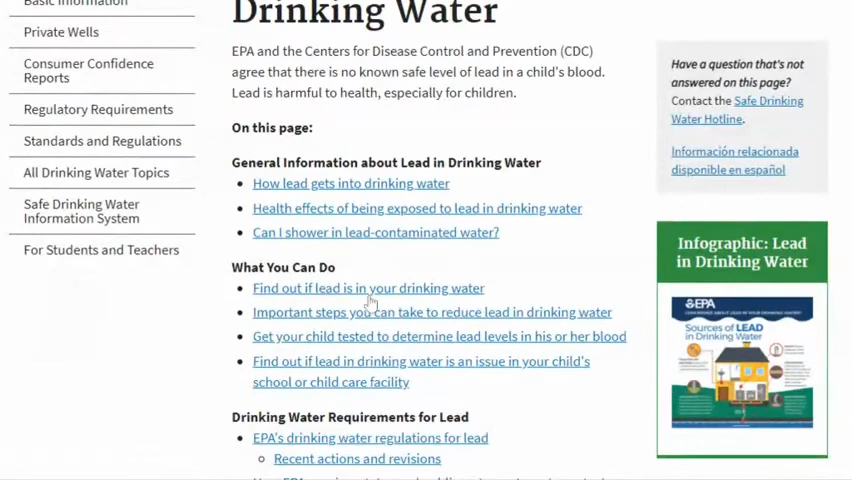 Drinking Water
Basic Information
Private Wells
Consumer Confidence
Reports
Regulatory Requirements
Standards and Regulations
All Drinking Water Topics
Safe Drinking Water
Information System
For Students and Teachers
EPA and the Centers for Disease Control and Prevention (CDC)
agree that there is no known safe level of lead in a child's blood.
Lead is harmful to health, especially for children.
On this page:
General Information about Lead in Drinking Water
How lead gets into drinking water
Health effects of being exposed to lead in drinking water
Can I shower in lead-contaminated water?
What You Can Do
Find out if lead is in your drinking water
Important steps you can take to reduce lead in drinking water
Get your child tested to determine lead levels in his or her blood
Find out if lead in drinking water is an issue in your child's
school or child care facility
Drinking Water Requirements for Lead
EPA's drinking water regulations for lead
Recent actions and revisions
Have a question that's not
answered on this page?
Contact the Safe Drinking
Water Hotline.
Información relacionada
disponible en español
Infographic: Lead
in Drinking Water
EPA
Sources of LEAD
in Drinking Water